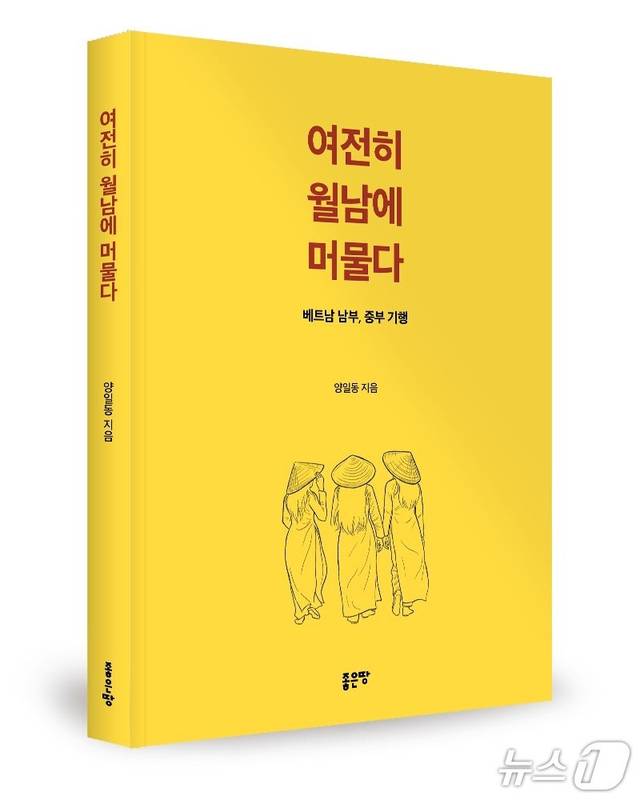 여전히 월남에 머물다
양일동 지음
좋은땅
여전히
월남에
머물다
베트남 남부, 중부 기행
양일동 지음
좋은땅
뉴스1